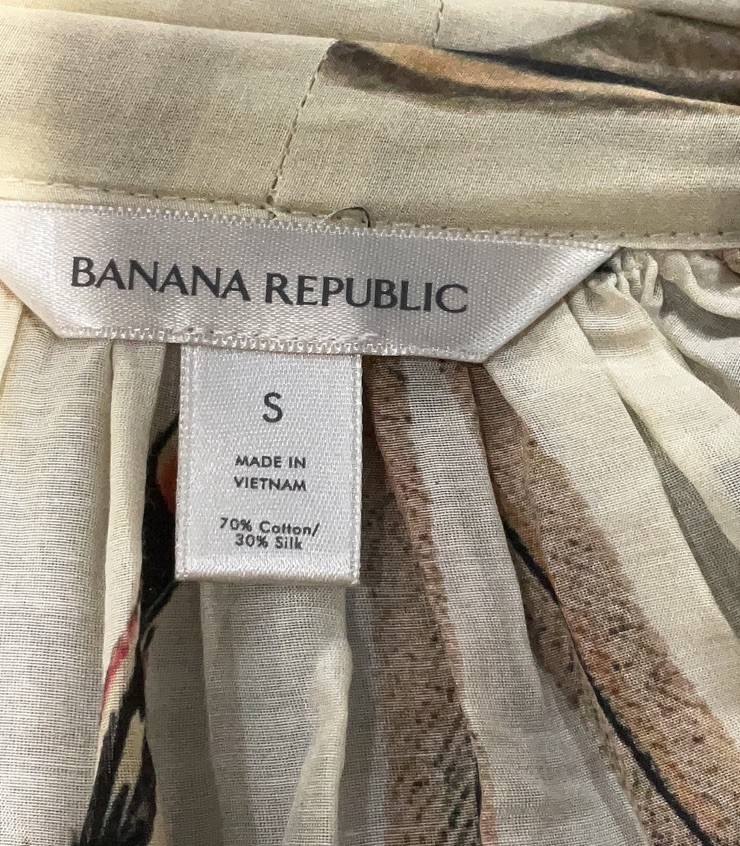 BANANA REPUBLIC
S
MADE IN
VIETNAM
70% Cotton/
30% Silk